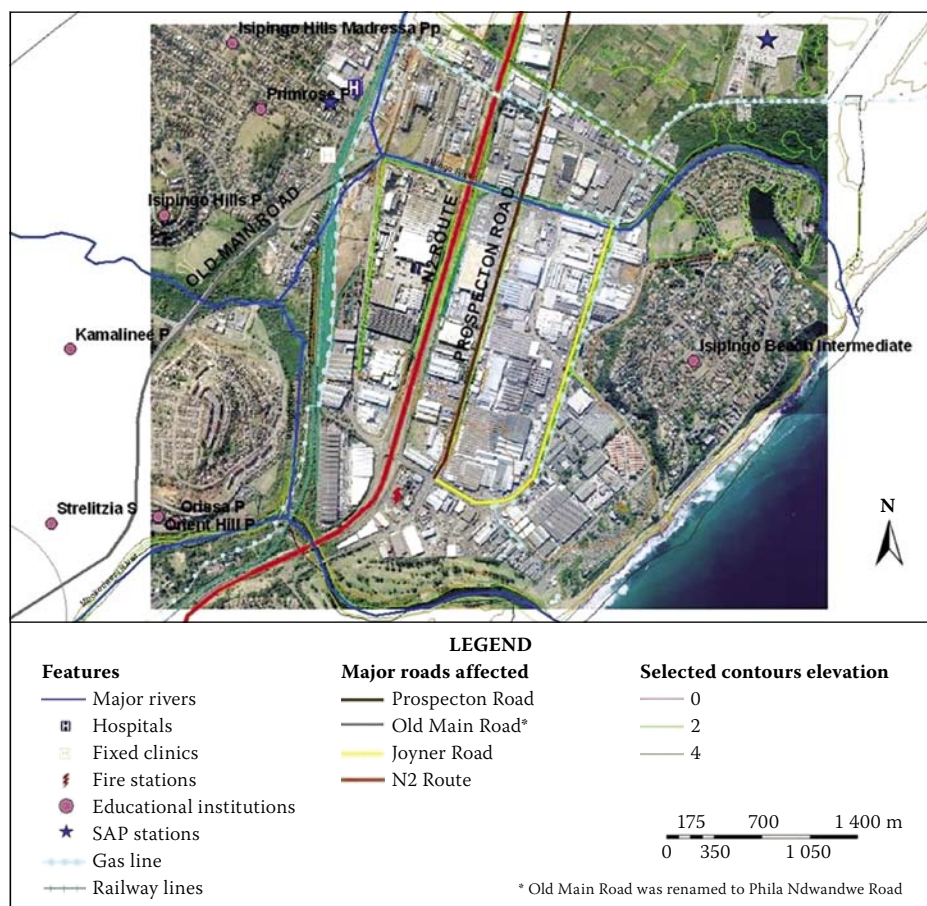 Isipingo Hills Madressa Pp
H
Primrose P
H
Isipingo Hills P
OLD MAIN ROAD
N2 ROUTE
PROSPECTION ROAD
Kamalinee P
Isipingo Beach Intermediate
Strelitzia S
Orissa P
Orient Hill P
N
LEGEND
Features
Major rivers
H Hospitals
H Fixed clinics
Fire stations
Educational institutions
SAP stations
Gas line
Railway lines
Major roads affected
Prospecton Road
Old Main Road*
Joyner Road
N2 Route
Selected contours elevation
0
2
4
175 700 1 400 m
0 350 1 050
* Old Main Road was renamed to Phila Ndwandwe Road